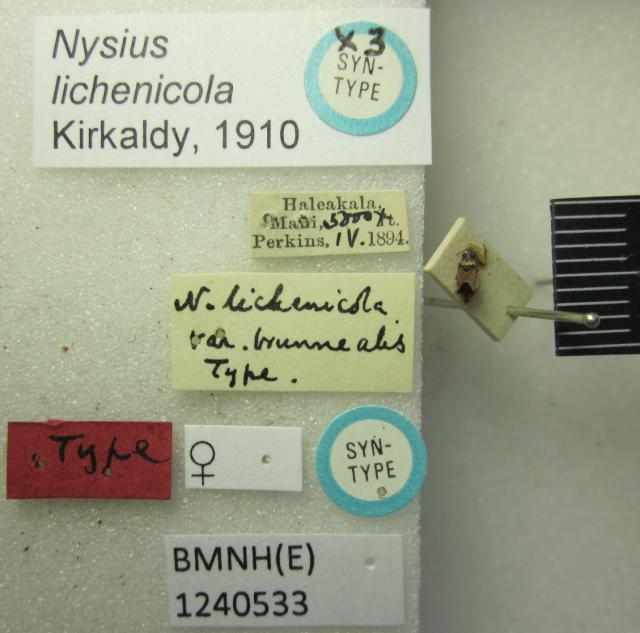 Nysius
lichenicola
Kirkaldy, 1910
X3
SYN-
TYPE
Haleakala,
Maui, 5000 ft.
Perkins. IV. 1894.
N. lichenicola
var. brunnealis
Type.
Type
♀
SYN-
TYPE
BMNH(E)
1240533